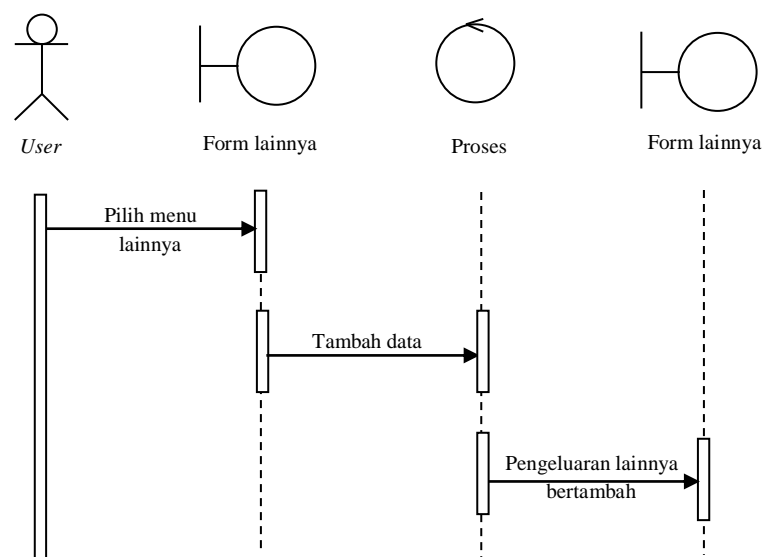 User
Form lainnya
Proses
Form lainnya
Pilih menu
lainnya
Tambah data
Pengeluaran lainnya
bertambah